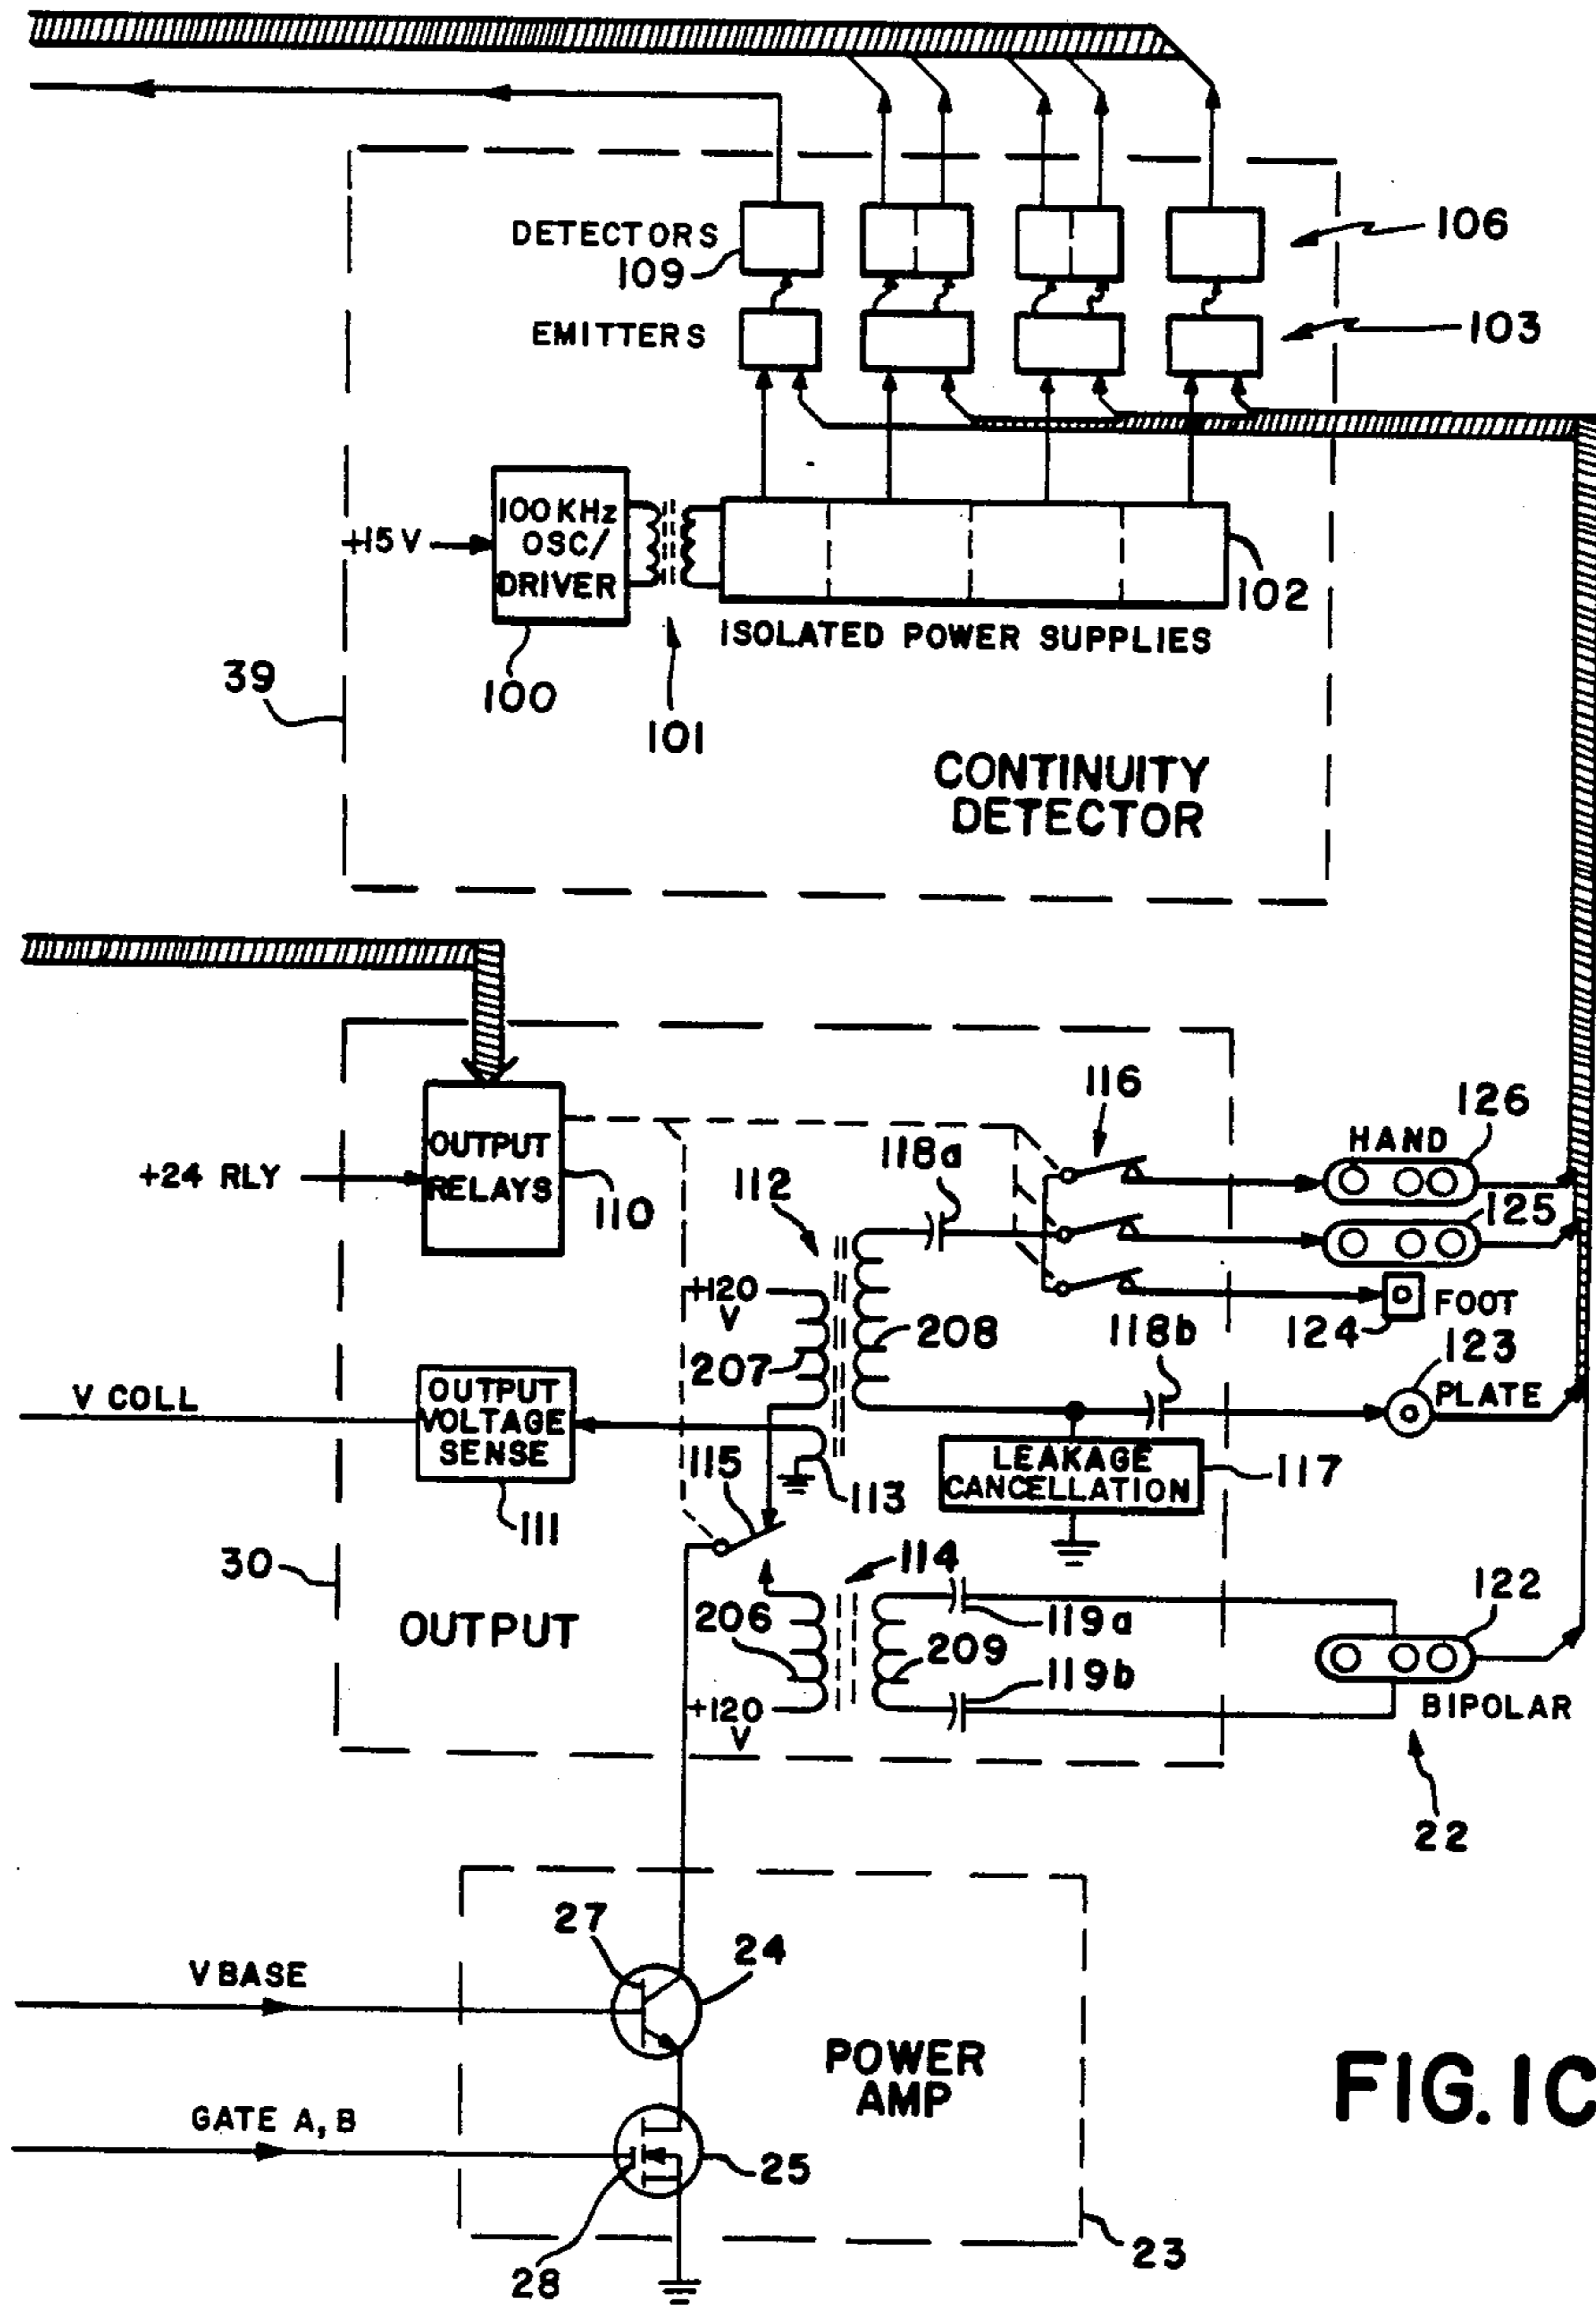 DETECTORS
109
106
EMITTERS
103
+15V
100 KHz
OSC/
DRIVER
102
ISOLATED POWER SUPPLIES
39
100
101
CONTINUITY
DETECTOR
116
126
HAND
118a
OUTPUT
RELAYS
+24 RLY
112
110
125
+120
V
FOOT
124
118b
208
207
123
PLATE
V COLL
OUTPUT
VOLTAGE
SENSE
115
LEAKAGE
CANCELLATION
117
113
111
30
114
122
OUTPUT
206
119a
209
119b
+120
V
BIPOLAR
22
27
24
V BASE
POWER
AMP
GATE A, B
25
28
23
FIG. 1C